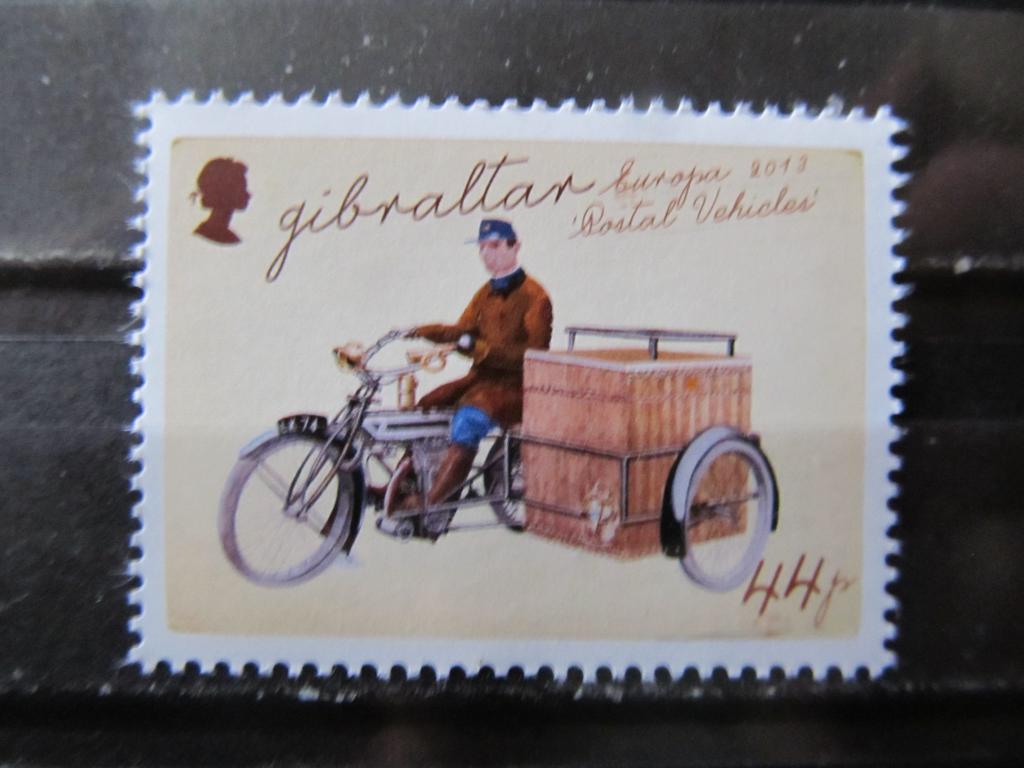 gibraltar Europa 2013
'Postal Vehicles'
44p